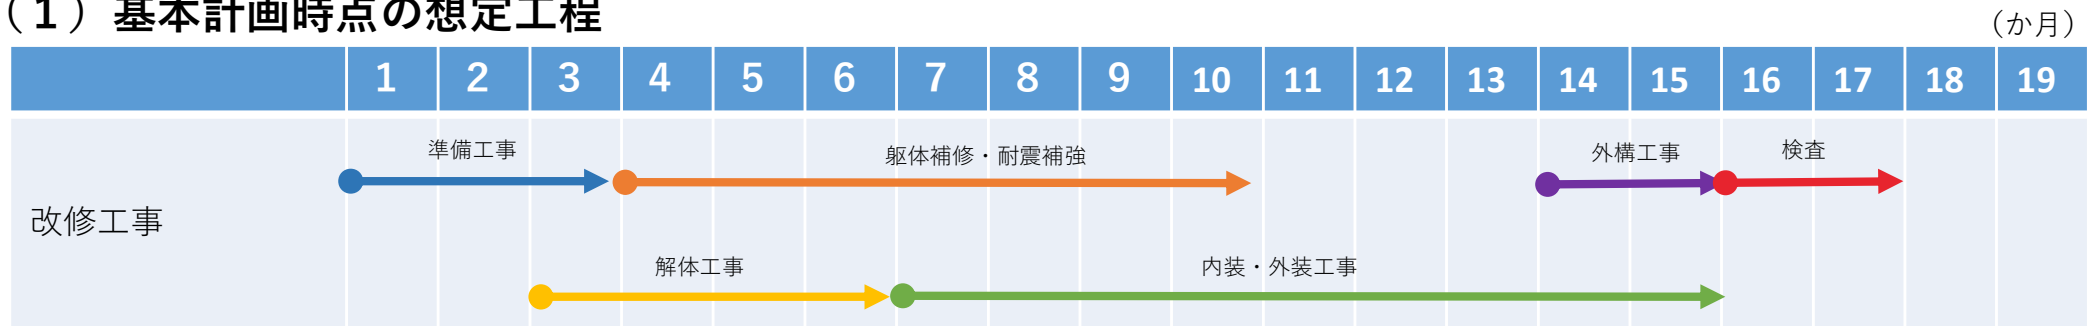 （１）基本計画時点の想定工程
（か月）
1 2 3 4 5 6 7 8 9 10 11 12 13 14 15 16 17 18 19
準備工事 躯体補修・耐震補強 外構工事 検査
改修工事
解体工事 内装・外装工事